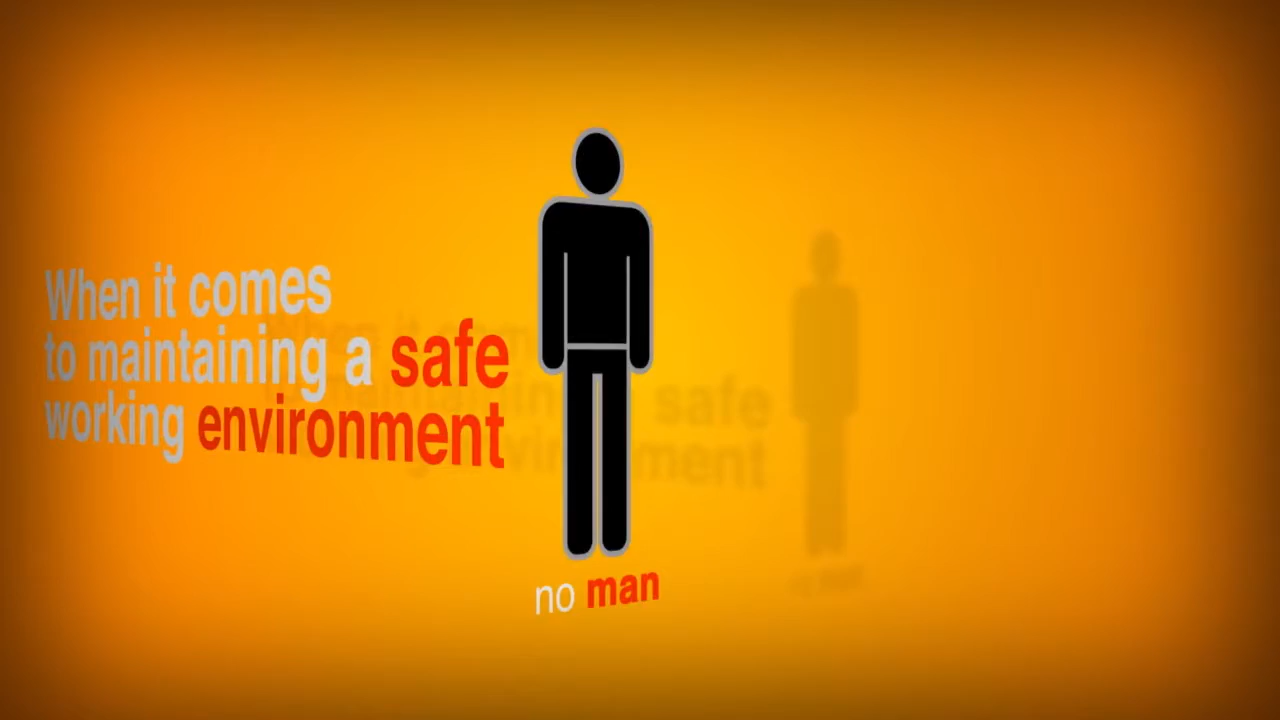 When it comes
to maintaining a safe
working environment
no man